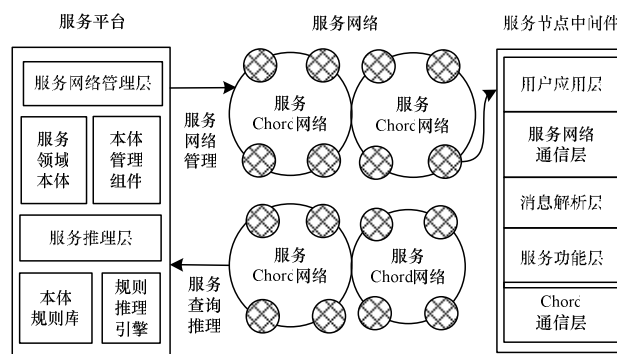 服务平台
服务网络管理层
服务
领域
本体
本体
管理
组件
服务推理层
本体
规则库
规则
推理
引擎
服务
网络
管理
服务
查询
推理
服务网络
服务
Chord网络
服务
Chord网络
服务
Chord网络
服务
Chord网络
服务节点中间件
用户应用层
服务网络
通信层
消息解析层
服务功能层
Chord
通信层